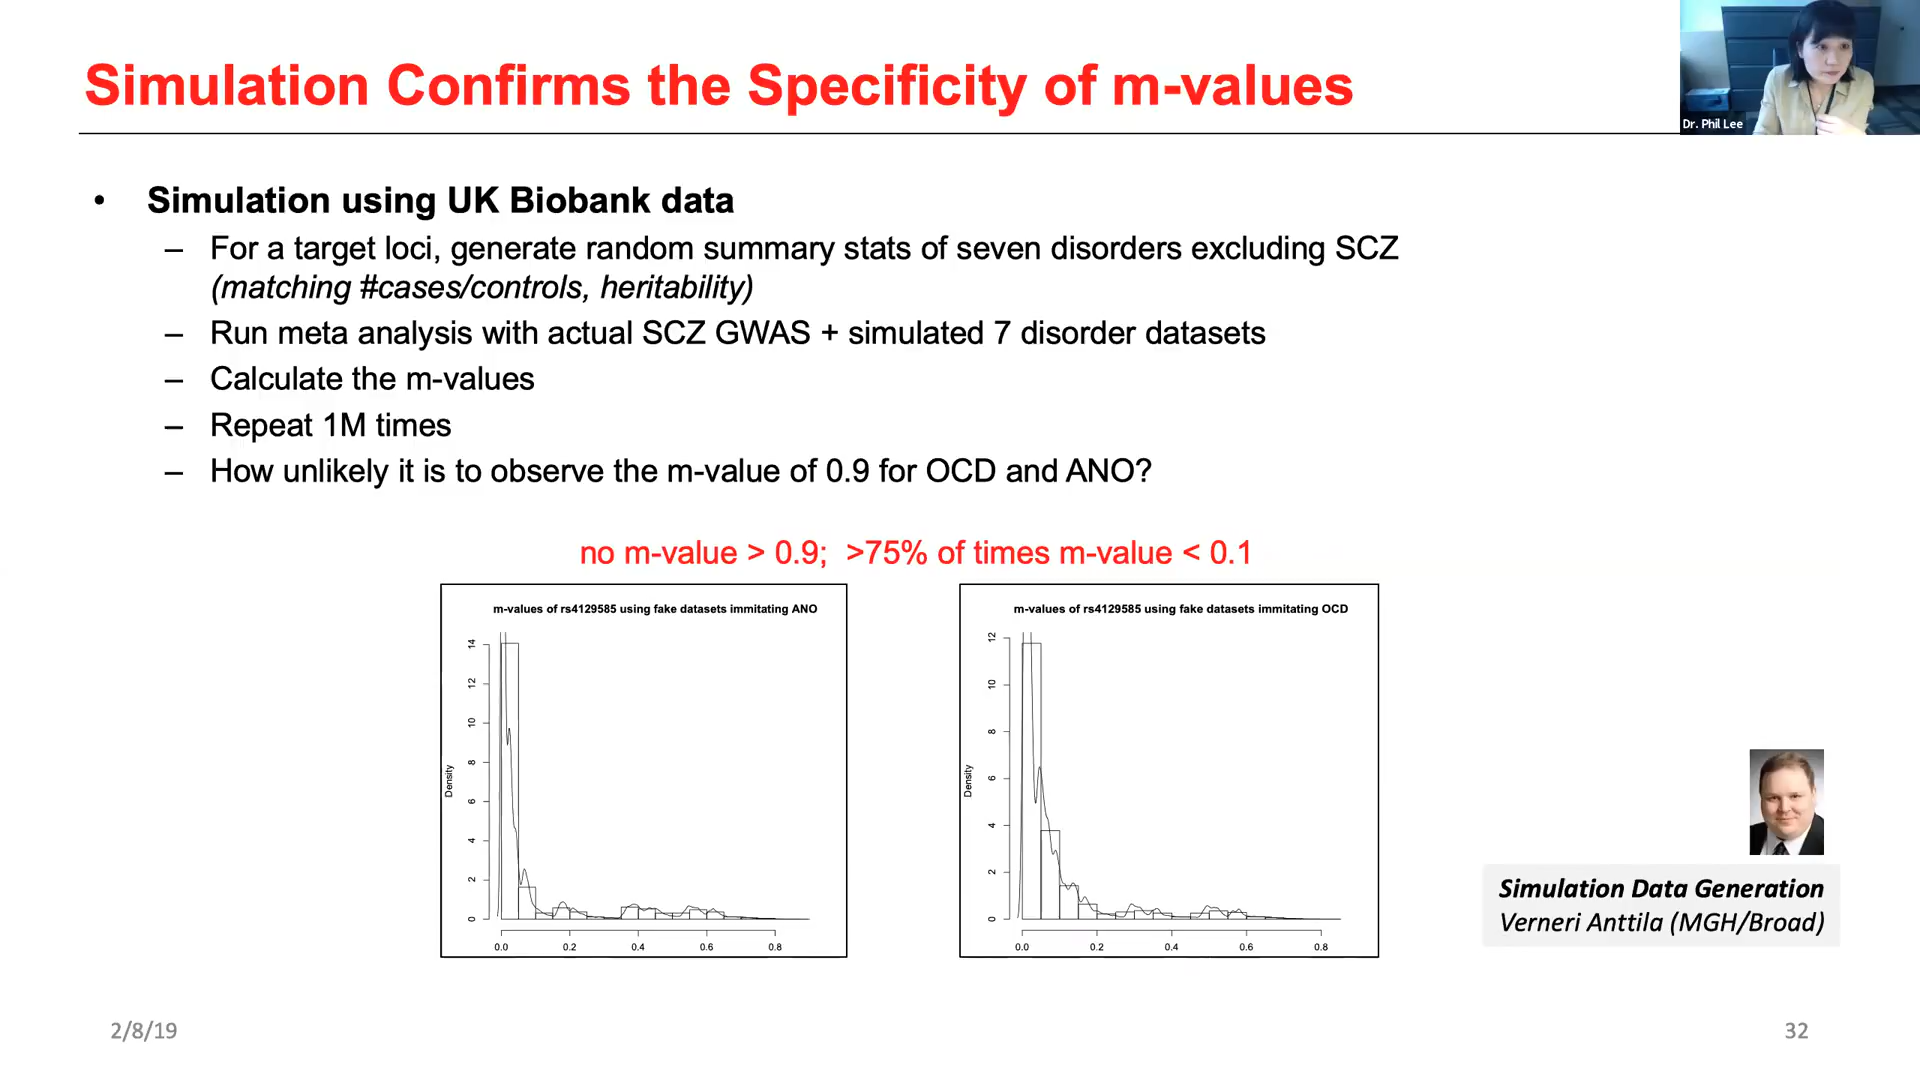 Simulation Confirms the Specificity of m-values
Dr. Phil Lee
• Simulation using UK Biobank data
– For a target loci, generate random summary stats of seven disorders excluding SCZ
(matching #cases/controls, heritability)
– Run meta analysis with actual SCZ GWAS + simulated 7 disorder datasets
– Calculate the m-values
– Repeat 1M times
– How unlikely it is to observe the m-value of 0.9 for OCD and ANO?
no m-value > 0.9; >75% of times m-value < 0.1
m-values of rs4129585 using fake datasets immitating ANO
14
12
10
8
6
4
2
0
Density
0.0 0.2 0.4 0.6 0.8
m-values of rs4129585 using fake datasets immitating OCD
12
10
8
6
4
2
0
Density
0.0 0.2 0.4 0.6 0.8
Simulation Data Generation
Verneri Anttila (MGH/Broad)
2/8/19
32